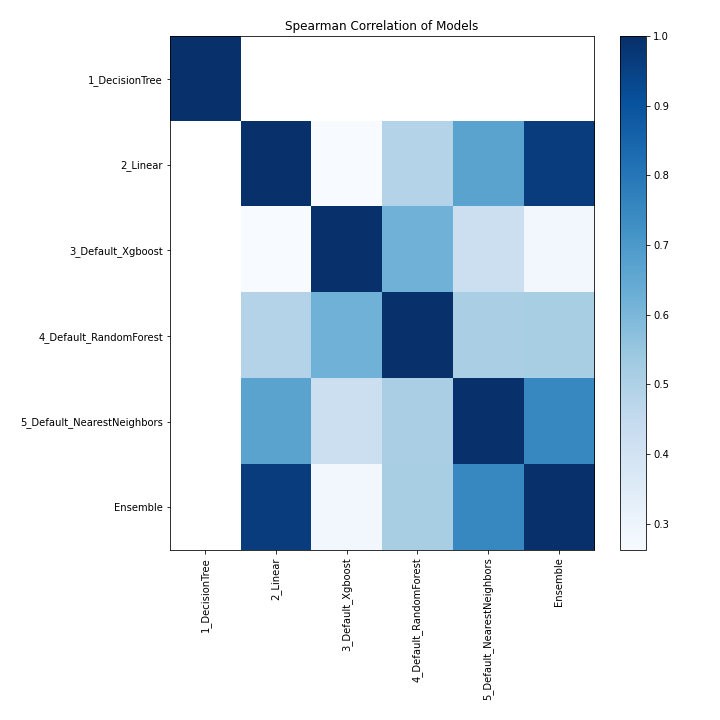 Spearman Correlation of Models
1_DecisionTree
2_Linear
3_Default_Xgboost
4_Default_RandomForest
5_Default_NearestNeighbors
Ensemble
1_DecisionTree
2_Linear
3_Default_Xgboost
4_Default_RandomForest
5_Default_NearestNeighbors
Ensemble
1.0
0.9
0.8
0.7
0.6
0.5
0.4
0.3